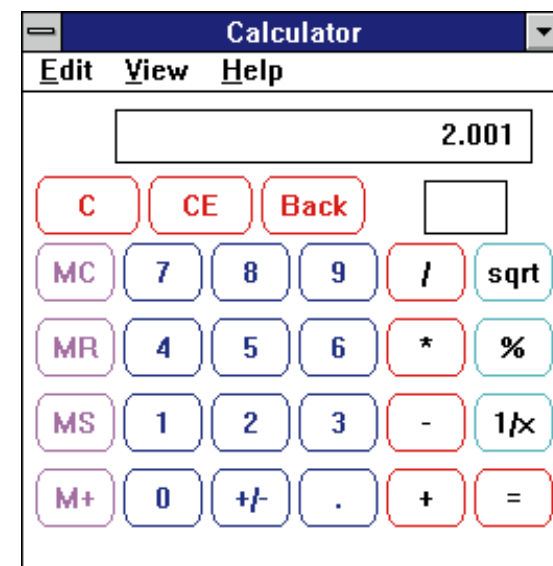 Calculator
Edit View Help
2.001
C CE Back
MC 7 8 9 / sqrt
MR 4 5 6 * %
MS 1 2 3 - 1/x
M+ 0 +/- . + =